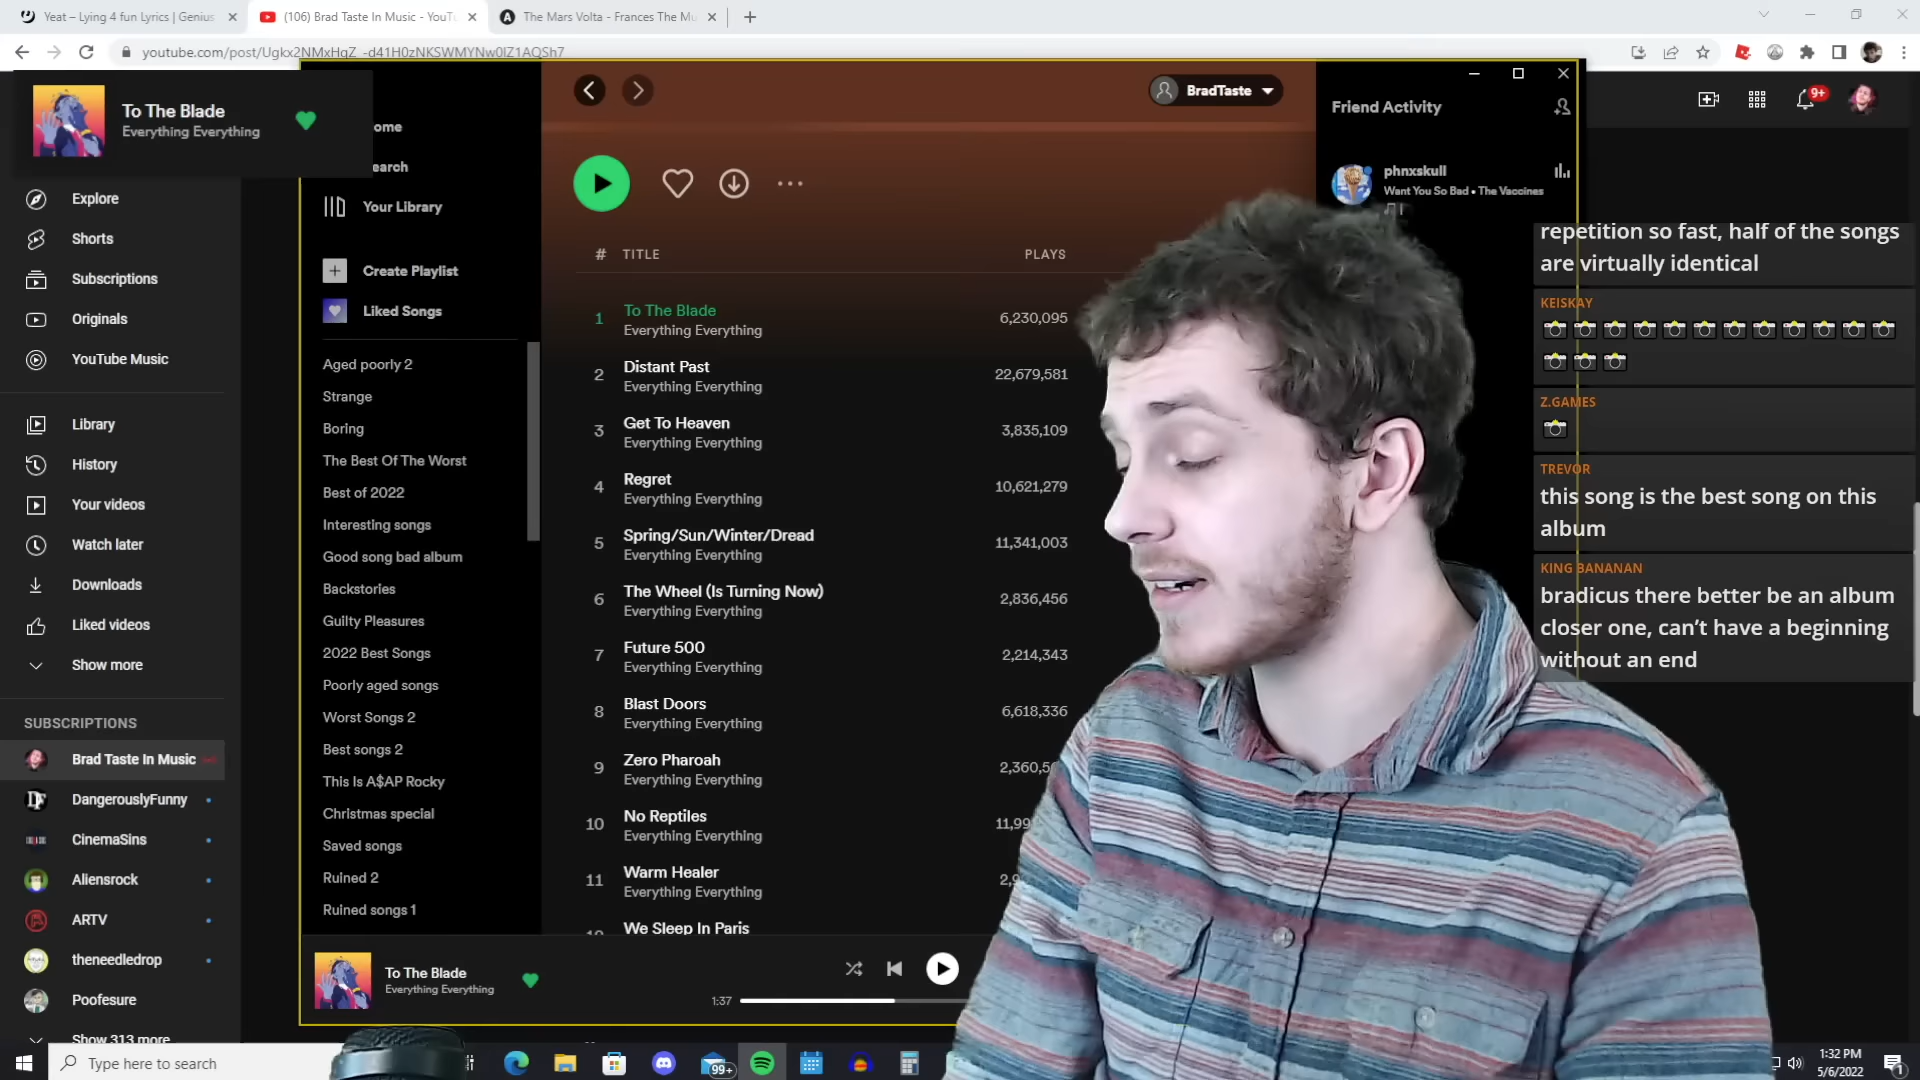 Yeat – Lying 4 fun Lyrics | Genius
(106) Brad Taste In Music - YouTu
The Mars Volta - Frances The Mu
youtube.com/post/Ugkx2NMxHgZ_-d41H0zNKSWMYNw0lZ1AQSh7
To The Blade
Everything Everything
ome
earch
Your Library
Create Playlist
Liked Songs
Aged poorly 2
Strange
Boring
The Best Of The Worst
Best of 2022
Interesting songs
Good song bad album
Backstories
Guilty Pleasures
2022 Best Songs
Poorly aged songs
Worst Songs 2
Best songs 2
This Is A$AP Rocky
Christmas special
Saved songs
Ruined 2
Ruined songs 1
Explore
Shorts
Subscriptions
Originals
YouTube Music
Library
History
Your videos
Watch later
Downloads
Liked videos
Show more
SUBSCRIPTIONS
Brad Taste In Music
DangerouslyFunny
CinemaSins
Aliensrock
ARTV
theneedledrop
Poofesure
Show 313 more
BradTaste
Friend Activity
phnxskull
Want You So Bad • The Vaccines
9+
# TITLE PLAYS
1 To The Blade 6,230,095
Everything Everything
2 Distant Past 22,679,581
Everything Everything
3 Get To Heaven 3,835,109
Everything Everything
4 Regret 10,621,279
Everything Everything
5 Spring/Sun/Winter/Dread 11,341,003
Everything Everything
6 The Wheel (Is Turning Now) 2,836,456
Everything Everything
7 Future 500 2,214,343
Everything Everything
8 Blast Doors 6,618,336
Everything Everything
9 Zero Pharoah 2,360,5
Everything Everything
10 No Reptiles 11,99
Everything Everything
11 Warm Healer 2,9
Everything Everything
We Sleep In Paris
To The Blade
Everything Everything
1:37
repetition so fast, half of the songs
are virtually identical
KEISKAY
Z.GAMES
TREVOR
this song is the best song on this
album
KING BANANAN
bradicus there better be an album
closer one, can't have a beginning
without an end
Type here to search
99+
1:32 PM
5/6/2022
1